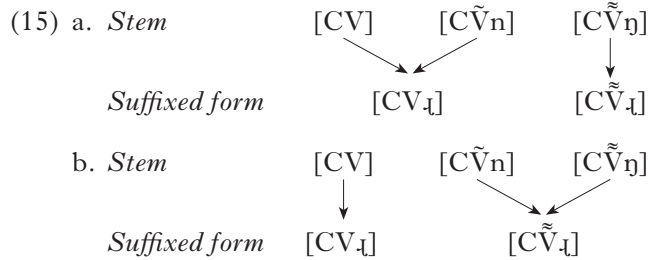 (15) a. Stem [CV] [CṼn] [CṼ̃ŋ]
Suffixed form [CVɻ] [CṼ̃ɻ]
b. Stem [CV] [CṼn] [CṼ̃ŋ]
Suffixed form [CVɻ] [CṼ̃ɻ]